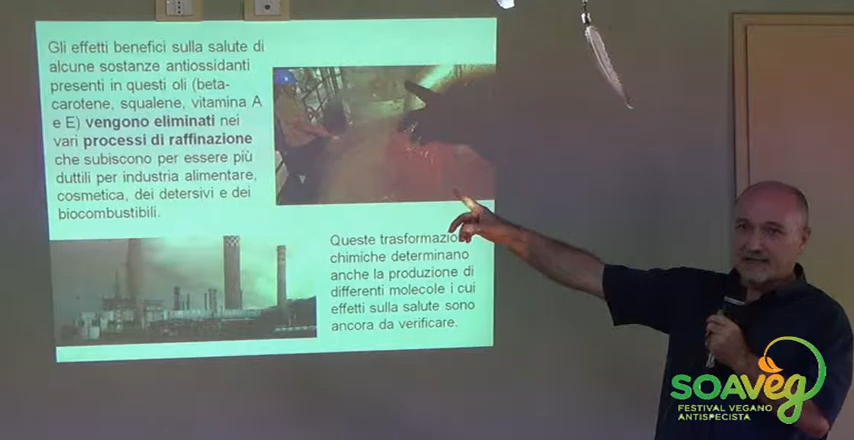 Gli effetti benefici sulla salute di
alcune sostanze antiossidanti
presenti in questi oli (beta-
carotene, squalene, vitamina A
e E) vengono eliminati nei
vari processi di raffinazione
che subiscono per essere più
duttili per industria alimentare,
cosmetica, dei detersivi e dei
biocombustibili.
Queste trasformazio
chimiche determinano
anche la produzione di
differenti molecole i cui
effetti sulla salute sono
ancora da verificare.
SOAVEg
FESTIVAL VEGANO
ANTISPECISTA